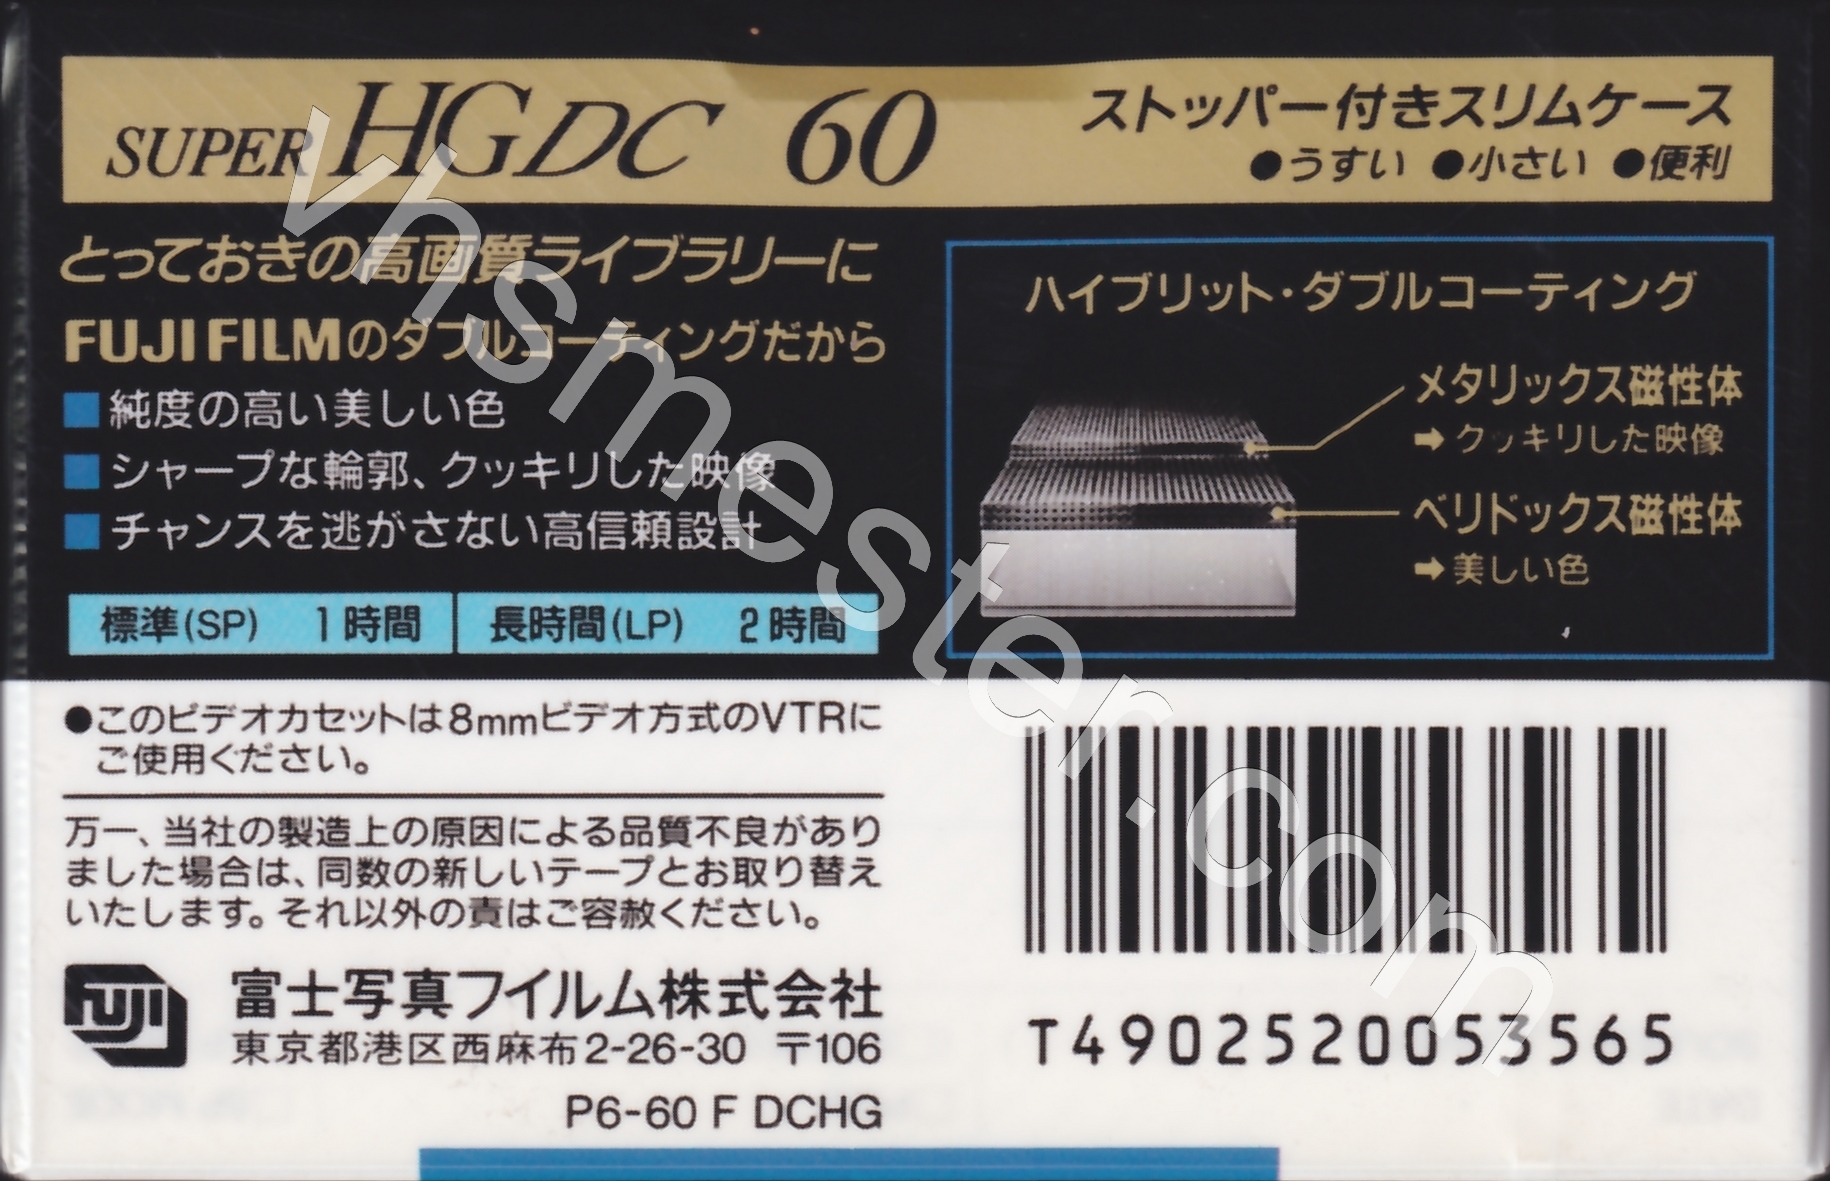 SUPER HG DC 60
ストッパー付きスリムケース
●うすい ●小さい ●便利
とっておきの高画質ライブラリーに
FUJI FILMのダブルコーティングだから
■純度の高い美しい色
■シャープな輪郭、クッキリした映像
■チャンスを逃がさない高信頼設計
標準(SP) 1時間 長時間(LP) 2時間
ハイブリット・ダブルコーティング
メタリックス磁性体
➡クッキリした映像
ベリドックス磁性体
➡美しい色
●このビデオカセットは8mmビデオ方式のVTRに
ご使用ください。
万一、当社の製造上の原因による品質不良があり
ました場合は、同数の新しいテープとお取り替え
いたします。それ以外の責はご容赦ください。
FUJI
富士写真フイルム株式会社
東京都港区西麻布2-26-30 〒106
P6-60 F DCHG
T4902520053565
vhsmester.com